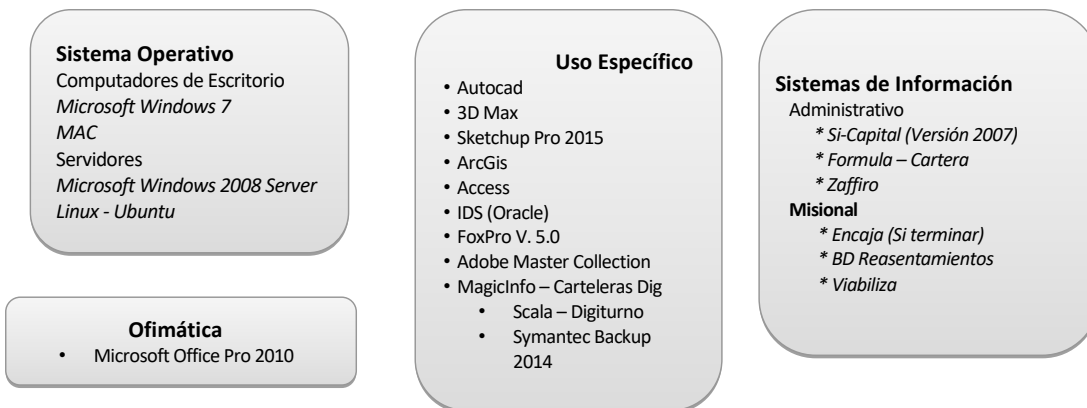 Sistema Operativo
Computadores de Escritorio
Microsoft Windows 7
MAC
Servidores
Microsoft Windows 2008 Server
Linux - Ubuntu
Ofimática
• Microsoft Office Pro 2010
Uso Específico
• Autocad
• 3D Max
• Sketchup Pro 2015
• ArcGis
• Access
• IDS (Oracle)
• FoxPro V. 5.0
• Adobe Master Collection
• MagicInfo – Carteleras Dig
• Scala – Digiturno
• Symantec Backup
2014
Sistemas de Información
Administrativo
* Si-Capital (Versión 2007)
* Formula – Cartera
* Zaffiro
Misional
* Encaja (Si terminar)
* BD Reasentamientos
* Viabiliza